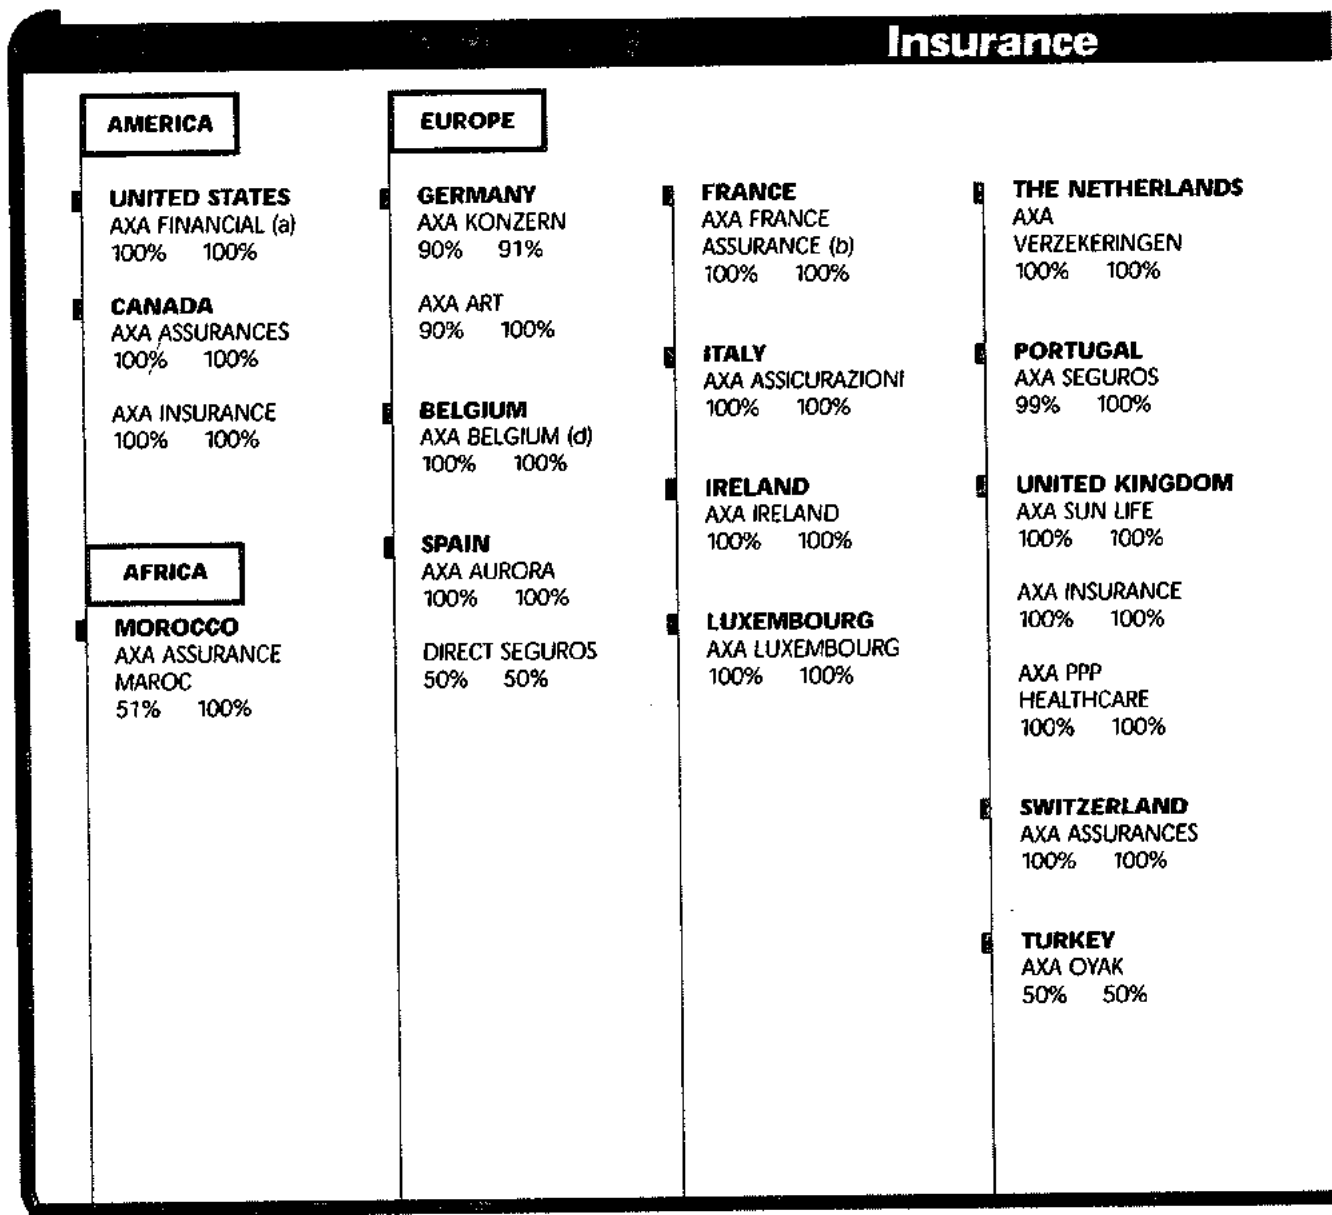 Insurance
AMERICA
UNITED STATES
AXA FINANCIAL (a)
100% 100%
CANADA
AXA ASSURANCES
100% 100%
AXA INSURANCE
100% 100%
AFRICA
MOROCCO
AXA ASSURANCE
MAROC
51% 100%
EUROPE
GERMANY
AXA KONZERN
90% 91%
AXA ART
90% 100%
BELGIUM
AXA BELGIUM (d)
100% 100%
SPAIN
AXA AURORA
100% 100%
DIRECT SEGUROS
50% 50%
FRANCE
AXA FRANCE
ASSURANCE (b)
100% 100%
ITALY
AXA ASSICURAZIONI
100% 100%
IRELAND
AXA IRELAND
100% 100%
LUXEMBOURG
AXA LUXEMBOURG
100% 100%
THE NETHERLANDS
AXA
VERZEKERINGEN
100% 100%
PORTUGAL
AXA SEGUROS
99% 100%
UNITED KINGDOM
AXA SUN LIFE
100% 100%
AXA INSURANCE
100% 100%
AXA PPP
HEALTHCARE
100% 100%
SWITZERLAND
AXA ASSURANCES
100% 100%
TURKEY
AXA OYAK
50% 50%